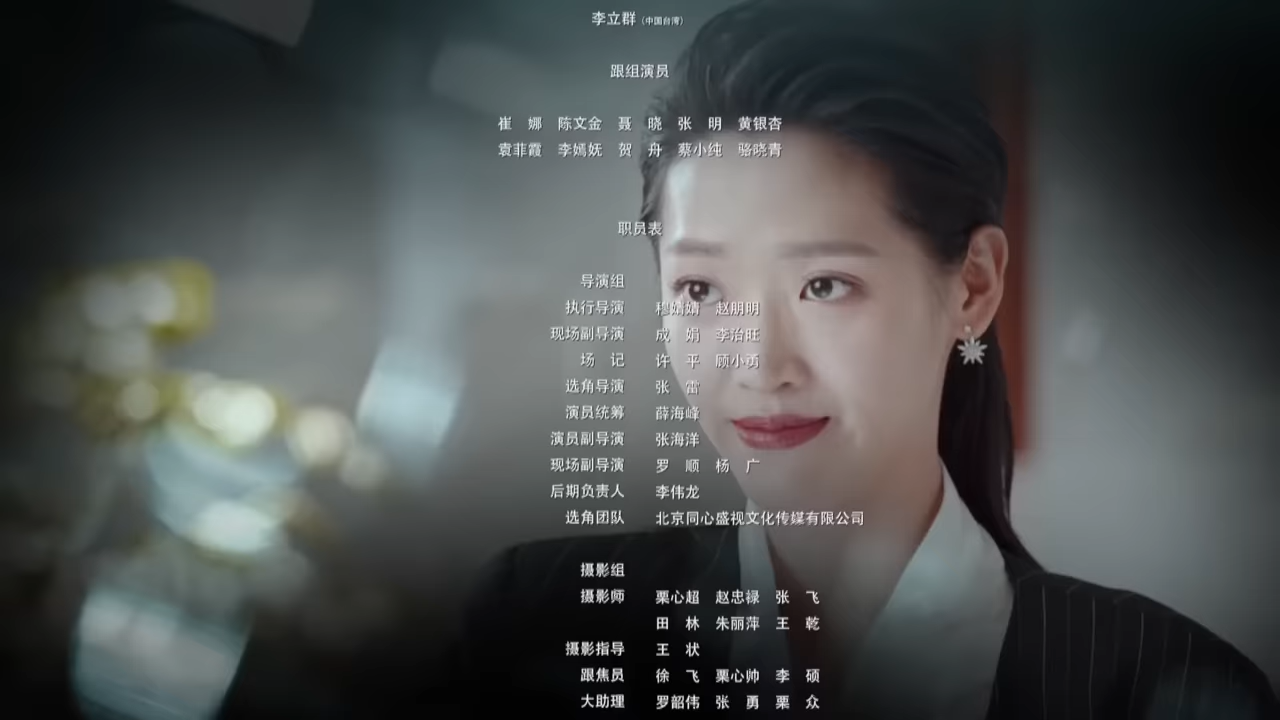 李立群（中国台湾）
跟组演员
崔 娜 陈文金 聂 晓 张 明 黄银杏
袁菲霞 李嫣妩 贺 舟 蔡小纯 骆晓青
职员表
导演组
执行导演 穆婧婧 赵朋明
现场副导演 成 娟 李治旺
场 记 许 平 顾小勇
选角导演 张 雷
演员统筹 薛海峰
演员副导演 张海洋
现场副导演 罗 顺 杨 广
后期负责人 李伟龙
选角团队 北京同心盛视文化传媒有限公司
摄影组
摄影师 栗心超 赵忠禄 张 飞
田 林 朱丽萍 王 乾
摄影指导 王 状
跟焦员 徐 飞 栗心帅 李 硕
大助理 罗韶伟 张 勇 栗 众